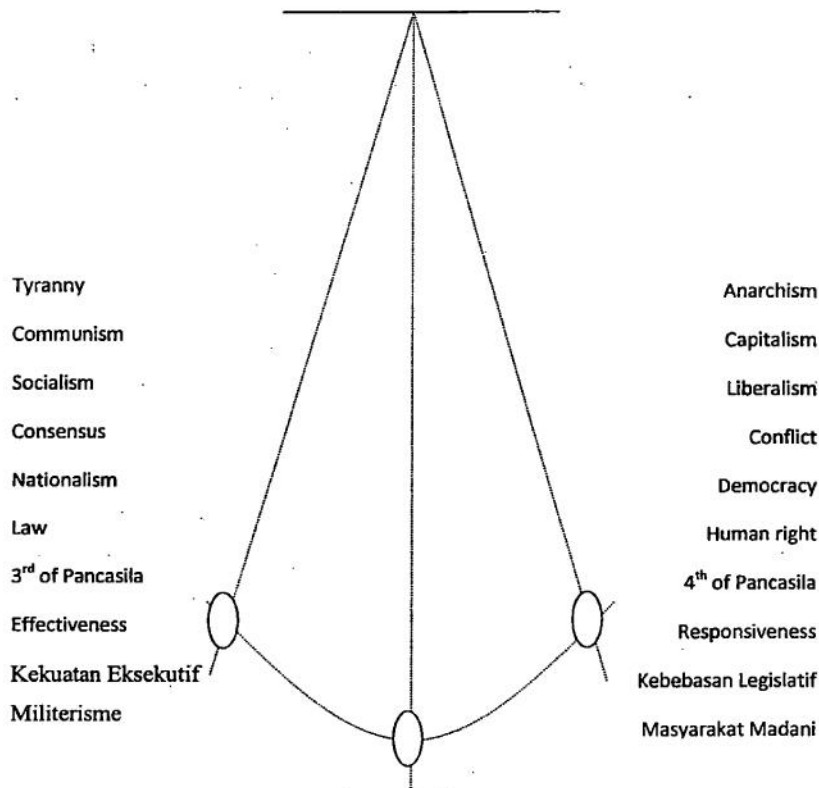 Tyranny
Communism
Socialism
Consensus
Nationalism
Law
3rd of Pancasila
Effectiveness
Kekuatan Eksekutif
Militerisme
Anarchism
Capitalism
Liberalism
Conflict
Democracy
Human right
4th of Pancasila
Responsiveness
Kebebasan Legislatif
Masyarakat Madani